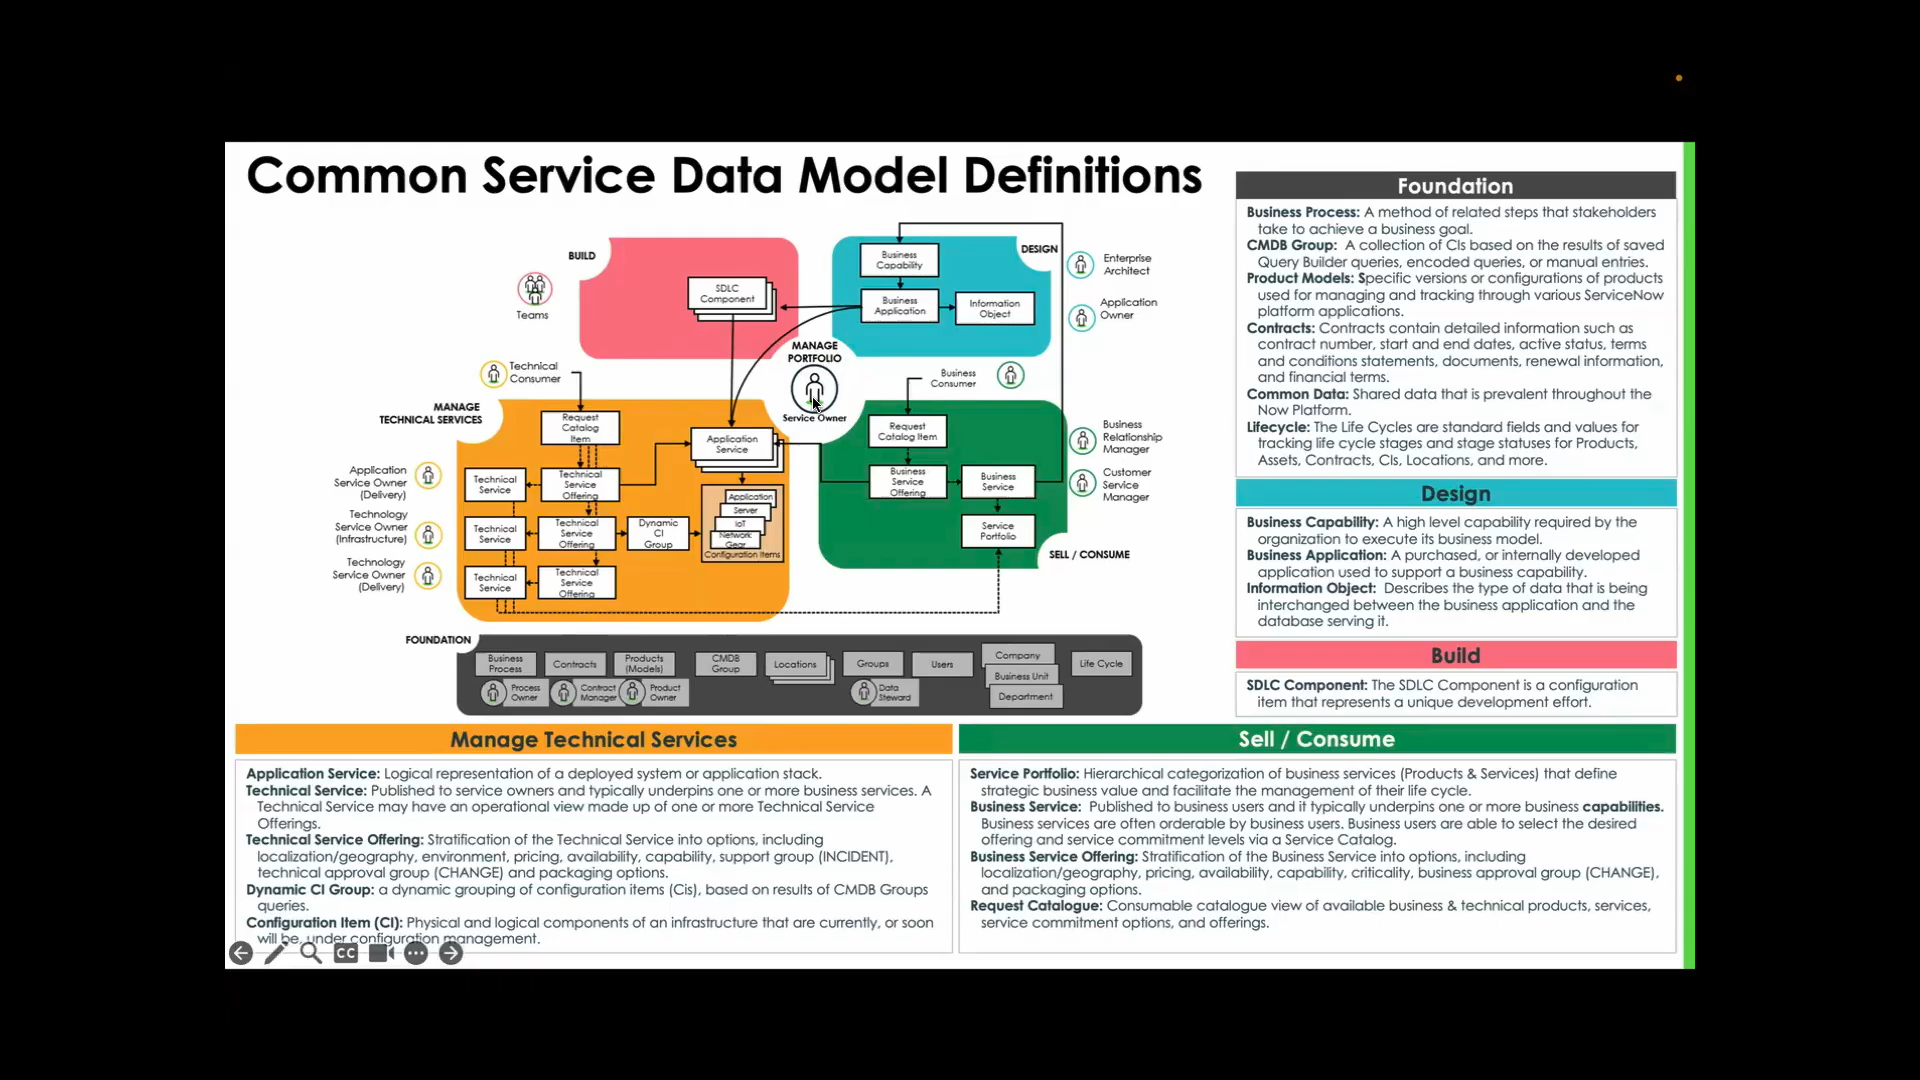 Common Service Data Model Definitions
BUILD
Teams
SDLC
Component
DESIGN
Business
Capability
Business
Application
Information
Object
Enterprise
Architect
Application
Owner
MANAGE
PORTFOLIO
Service Owner
Technical
Consumer
MANAGE
TECHNICAL SERVICES
Request
Catalog
Item
Application
Service
Application
Service Owner
(Delivery)
Technical
Service
Technical
Service
Offering
Technology
Service Owner
(Infrastructure)
Technical
Service
Technical
Service
Offering
Dynamic
CI
Group
Application
Server
IoT
Network
Gear
Configuration Items
Technology
Service Owner
(Delivery)
Technical
Service
Technical
Service
Offering
Business
Consumer
Request
Catalog Item
Business
Service
Offering
Business
Service
Service
Portfolio
Business
Relationship
Manager
Customer
Service
Manager
SELL / CONSUME
FOUNDATION
Business
Process
Contracts
Products
(Models)
CMDB
Group
Locations
Groups
Users
Company
Business Unit
Department
Life Cycle
Process
Owner
Contract
Manager
Product
Owner
Data
Steward
Foundation
Business Process: A method of related steps that stakeholders
take to achieve a business goal.
CMDB Group: A collection of CIs based on the results of saved
Query Builder queries, encoded queries, or manual entries.
Product Models: Specific versions or configurations of products
used for managing and tracking through various ServiceNow
platform applications.
Contracts: Contracts contain detailed information such as
contract number, start and end dates, active status, terms
and conditions statements, documents, renewal information,
and financial terms.
Common Data: Shared data that is prevalent throughout the
Now Platform.
Lifecycle: The Life Cycles are standard fields and values for
tracking life cycle stages and stage statuses for Products,
Assets, Contracts, CIs, Locations, and more.
Design
Business Capability: A high level capability required by the
organization to execute its business model.
Business Application: A purchased, or internally developed
application used to support a business capability.
Information Object: Describes the type of data that is being
interchanged between the business application and the
database serving it.
Build
SDLC Component: The SDLC Component is a configuration
item that represents a unique development effort.
Manage Technical Services
Application Service: Logical representation of a deployed system or application stack.
Technical Service: Published to service owners and typically underpins one or more business services. A
Technical Service may have an operational view made up of one or more Technical Service
Offerings.
Technical Service Offering: Stratification of the Technical Service into options, including
localization/geography, environment, pricing, availability, capability, support group (INCIDENT),
technical approval group (CHANGE) and packaging options.
Dynamic CI Group: a dynamic grouping of configuration items (Cis), based on results of CMDB Groups
queries.
Configuration Item (CI): Physical and logical components of an infrastructure that are currently, or soon
will be, under configuration management.
CC
Sell / Consume
Service Portfolio: Hierarchical categorization of business services (Products & Services) that define
strategic business value and facilitate the management of their life cycle.
Business Service: Published to business users and it typically underpins one or more business capabilities.
Business services are often orderable by business users. Business users are able to select the desired
offering and service commitment levels via a Service Catalog.
Business Service Offering: Stratification of the Business Service into options, including
localization/geography, pricing, availability, capability, criticality, business approval group (CHANGE),
and packaging options.
Request Catalogue: Consumable catalogue view of available business & technical products, services,
service commitment options, and offerings.